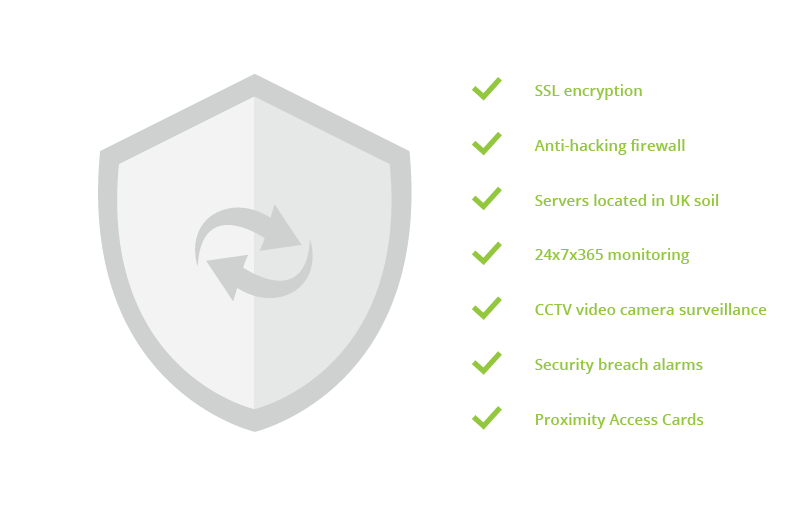 SSL encryption
Anti-hacking firewall
Servers located in UK soil
24x7x365 monitoring
CCTV video camera surveillance
Security breach alarms
Proximity Access Cards